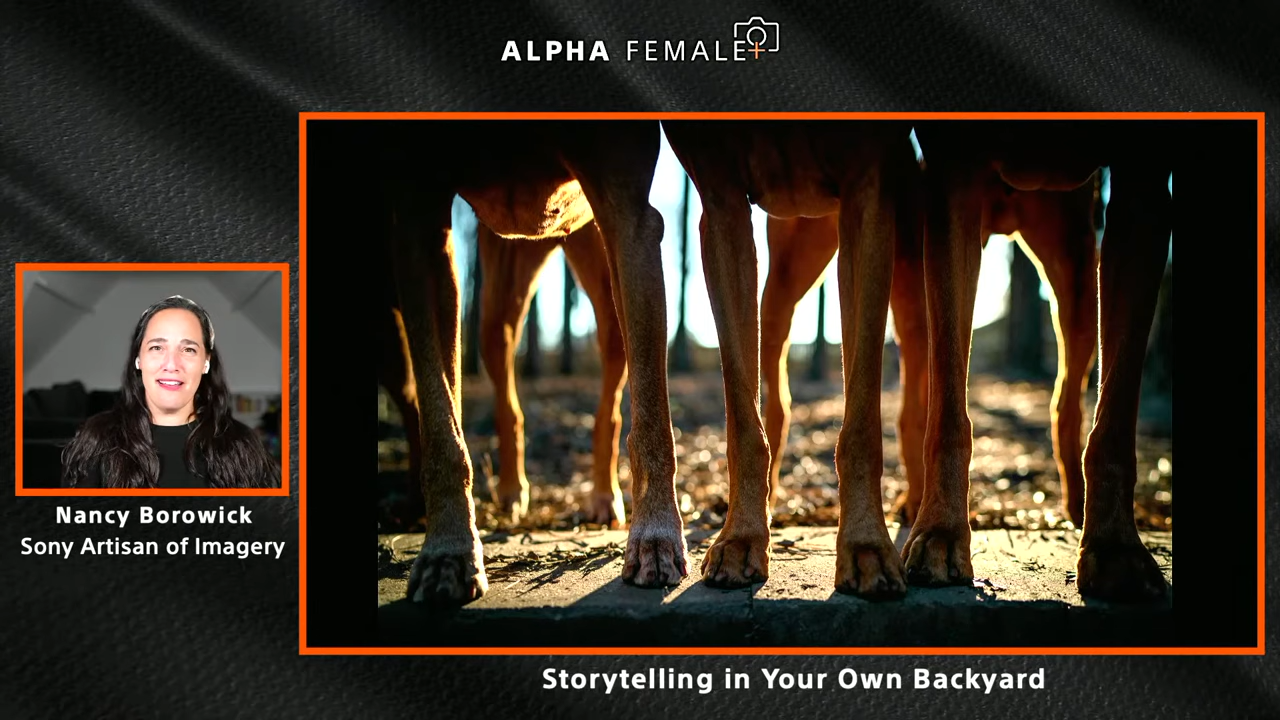 ALPHA FEMALE
Nancy Borowick
Sony Artisan of Imagery
Storytelling in Your Own Backyard